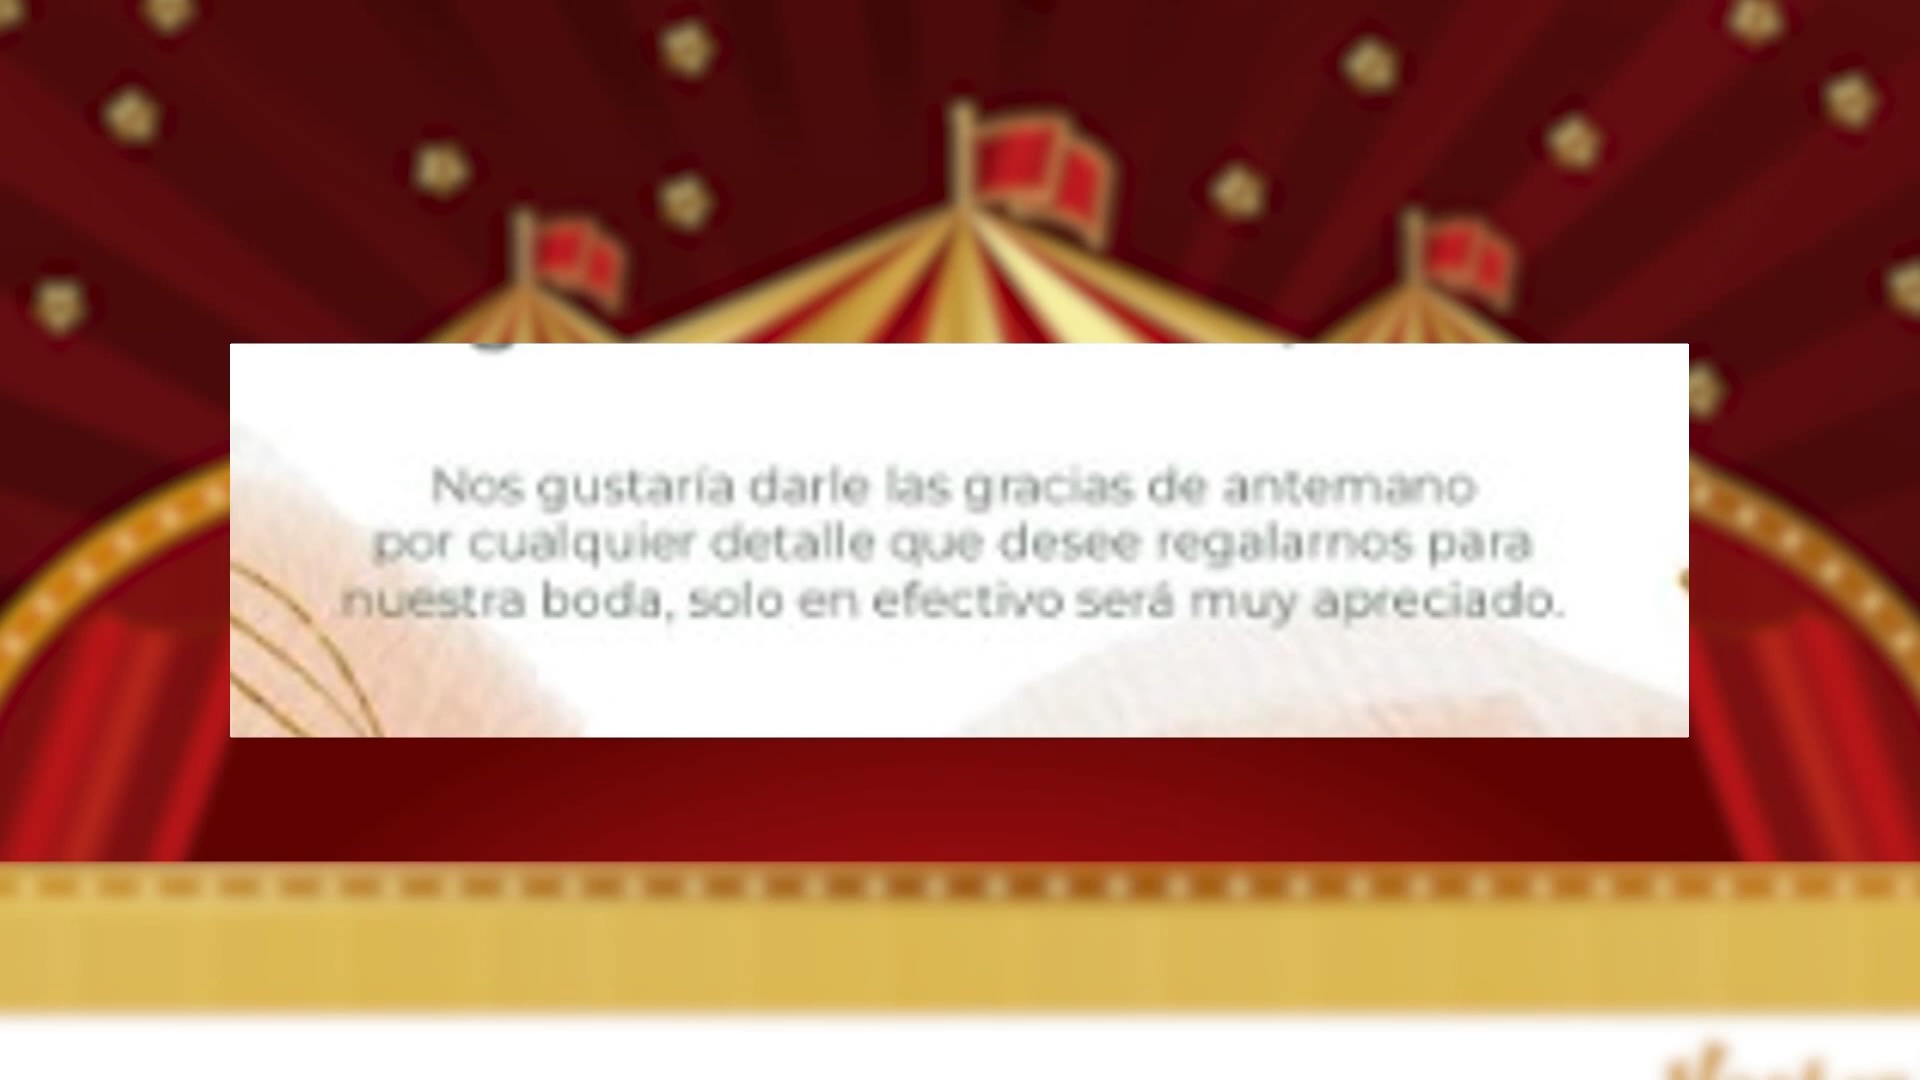 Nos gustaría darle las gracias de antemano
por cualquier detalle que desee regalarnos para
nuestra boda, solo en efectivo será muy apreciado.